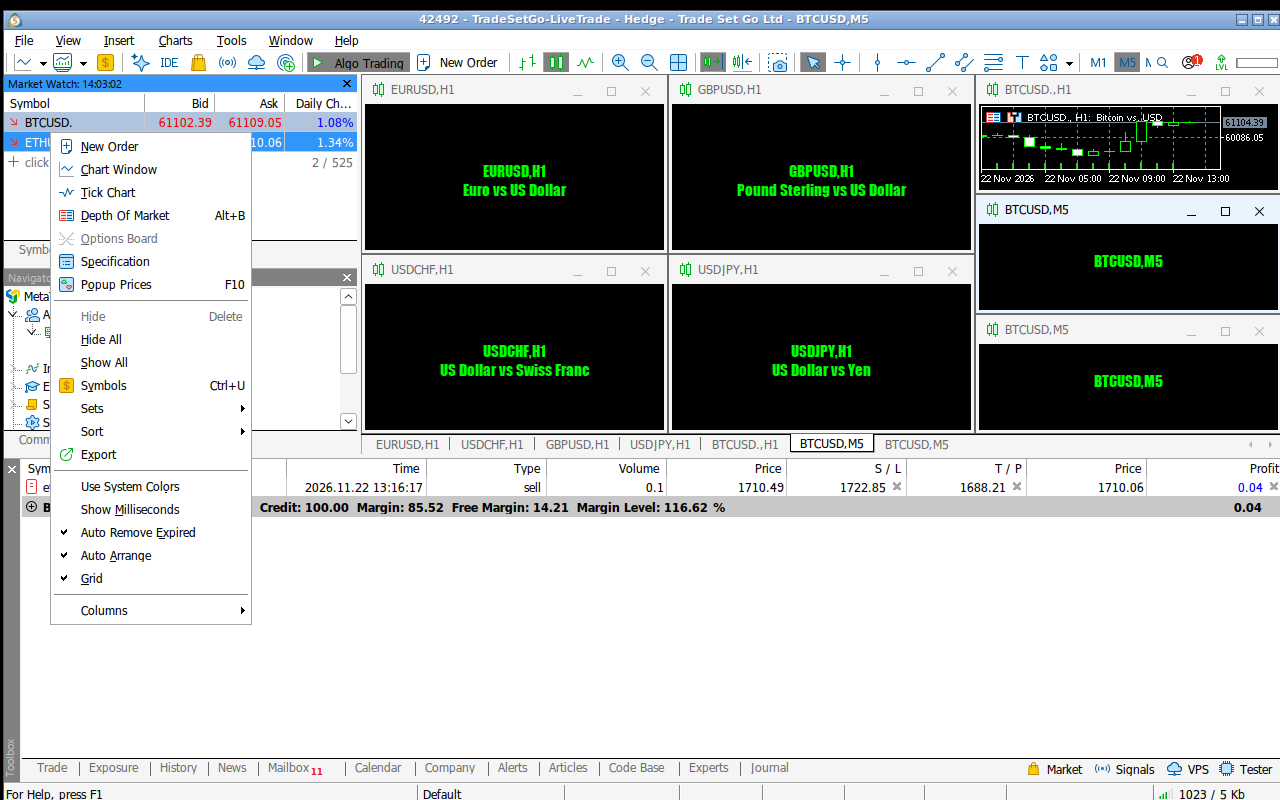 42492 - TradeSetGo-LiveTrade - Hedge - Trade Set Go Ltd - BTCUSD,M5
File View Insert Charts Tools Window Help
IDE Algo Trading New Order M1 M5
Market Watch: 14:03:02
Symbol Bid Ask Daily Ch...
BTCUSD. 61102.39 61109.05 1.08%
10.06 1.34%
click 2 / 525
New Order
Chart Window
Tick Chart
Depth Of Market Alt+B
Options Board
Specification
Popup Prices F10
Hide Delete
Hide All
Show All
Symbols Ctrl+U
Sets
Sort
Export
Use System Colors
Show Milliseconds
Auto Remove Expired
Auto Arrange
Grid
Columns
EURUSD,H1
EURUSD,H1
Euro vs US Dollar
GBPUSD,H1
GBPUSD,H1
Pound Sterling vs US Dollar
BTCUSD.,H1
BTCUSD., H1: Bitcoin vs. USD
61104.39
60086.05
22 Nov 2026 22 Nov 05:00 22 Nov 09:00 22 Nov 13:00
BTCUSD,M5
BTCUSD,M5
USDCHF,H1
USDCHF,H1
US Dollar vs Swiss Franc
USDJPY,H1
USDJPY,H1
US Dollar vs Yen
BTCUSD,M5
BTCUSD,M5
EURUSD,H1 USDCHF,H1 GBPUSD,H1 USDJPY,H1 BTCUSD.,H1 BTCUSD,M5 BTCUSD,M5
Time Type Volume Price S / L T / P Price Profit
2026.11.22 13:16:17 sell 0.1 1710.49 1722.85 1688.21 1710.06 0.04
Credit: 100.00 Margin: 85.52 Free Margin: 14.21 Margin Level: 116.62 % 0.04
Toolbox
Trade Exposure History News Mailbox 11 Calendar Company Alerts Articles Code Base Experts Journal Market Signals VPS Tester
For Help, press F1 Default 1023 / 5 Kb